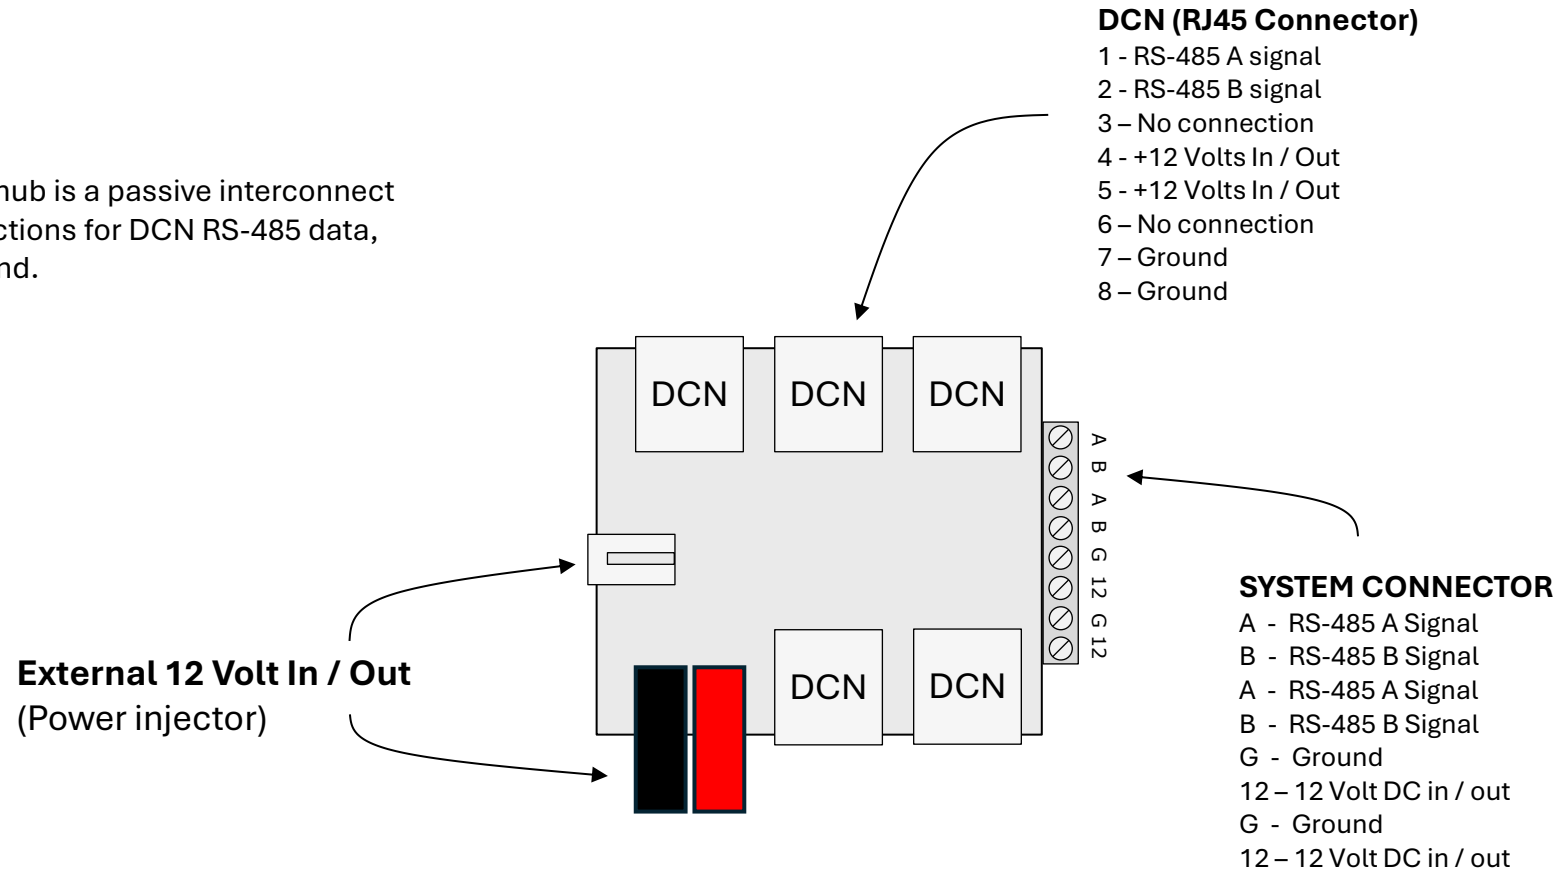 DCN (RJ45 Connector)
1 - RS-485 A signal
2 - RS-485 B signal
3 – No connection
4 - +12 Volts In / Out
5 - +12 Volts In / Out
6 – No connection
7 – Ground
8 – Ground
hub is a passive interconnect
ctions for DCN RS-485 data,
nd.
DCN
DCN
DCN
A
B
A
B
G
12
G
12
DCN
DCN
External 12 Volt In / Out
(Power injector)
SYSTEM CONNECTOR
A - RS-485 A Signal
B - RS-485 B Signal
A - RS-485 A Signal
B - RS-485 B Signal
G - Ground
12 – 12 Volt DC in / out
G - Ground
12 – 12 Volt DC in / out